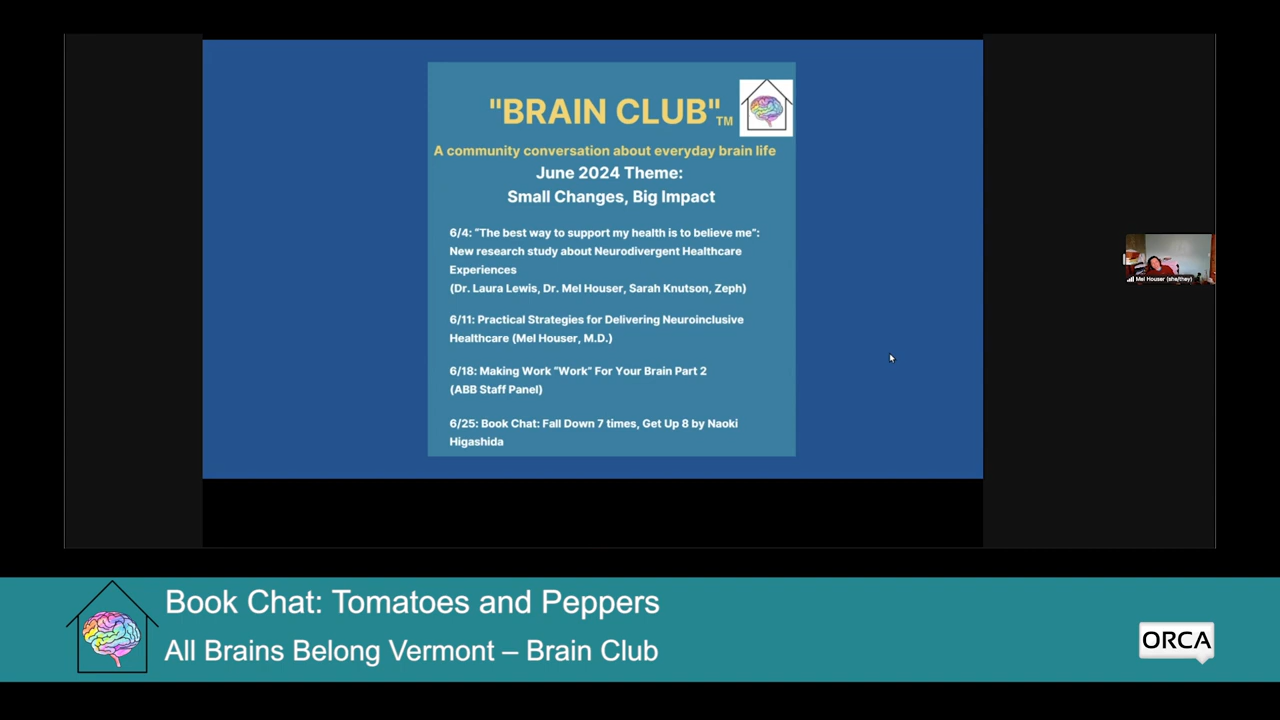 "BRAIN CLUB"TM
A community conversation about everyday brain life
June 2024 Theme:
Small Changes, Big Impact
6/4: "The best way to support my health is to believe me":
New research study about Neurodivergent Healthcare
Experiences
(Dr. Laura Lewis, Dr. Mel Houser, Sarah Knutson, Zeph)
6/11: Practical Strategies for Delivering Neuroinclusive
Healthcare (Mel Houser, M.D.)
6/18: Making Work "Work" For Your Brain Part 2
(ABB Staff Panel)
6/25: Book Chat: Fall Down 7 times, Get Up 8 by Naoki
Higashida
Mel Houser (she/they)
Book Chat: Tomatoes and Peppers
All Brains Belong Vermont – Brain Club
ORCA